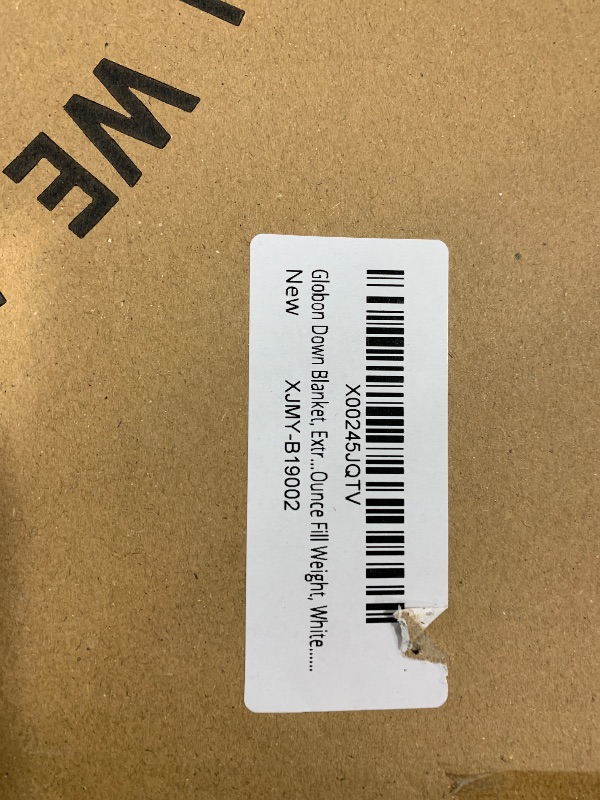 WE
X00245JQTV
Globon Down Blanket, Extr...Ounce Fill Weight, White......
New XJMY-B19002